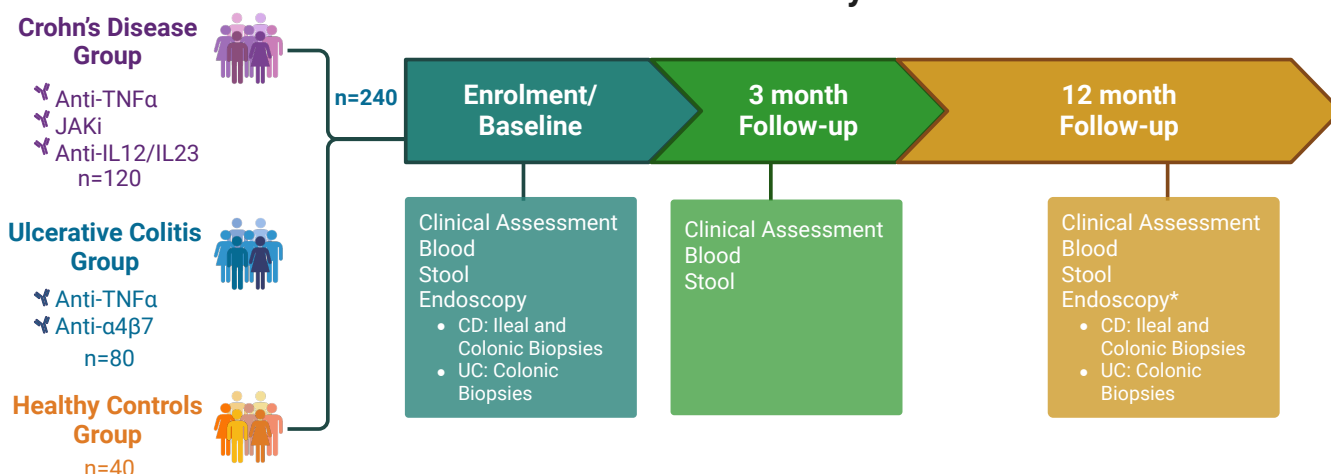 Crohn's Disease
Group
Anti-TNFα
JAKi
Anti-IL12/IL23
n=120
Ulcerative Colitis
Group
Anti-TNFα
Anti-α4β7
n=80
Healthy Controls
Group
n=40
n=240
Enrolment/
Baseline
3 month
Follow-up
12 month
Follow-up
Clinical Assessment
Blood
Stool
Endoscopy
• CD: Ileal and
Colonic Biopsies
• UC: Colonic
Biopsies
Clinical Assessment
Blood
Stool
Clinical Assessment
Blood
Stool
Endoscopy*
• CD: Ileal and
Colonic Biopsies
• UC: Colonic
Biopsies